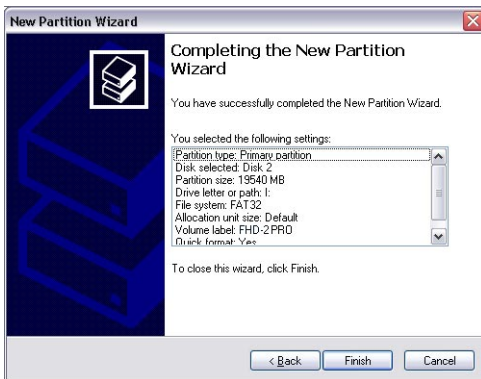 New Partition Wizard
Completing the New Partition
Wizard
You have successfully completed the New Partition Wizard.
You selected the following settings:
Partition type: Primary partition
Disk selected: Disk 2
Partition size: 19540 MB
Drive letter or path: I:
File system: FAT32
Allocation unit size: Default
Volume label: FHD-2PRO
Quick format: Yes
To close this wizard, click Finish.
< Back
Finish
Cancel